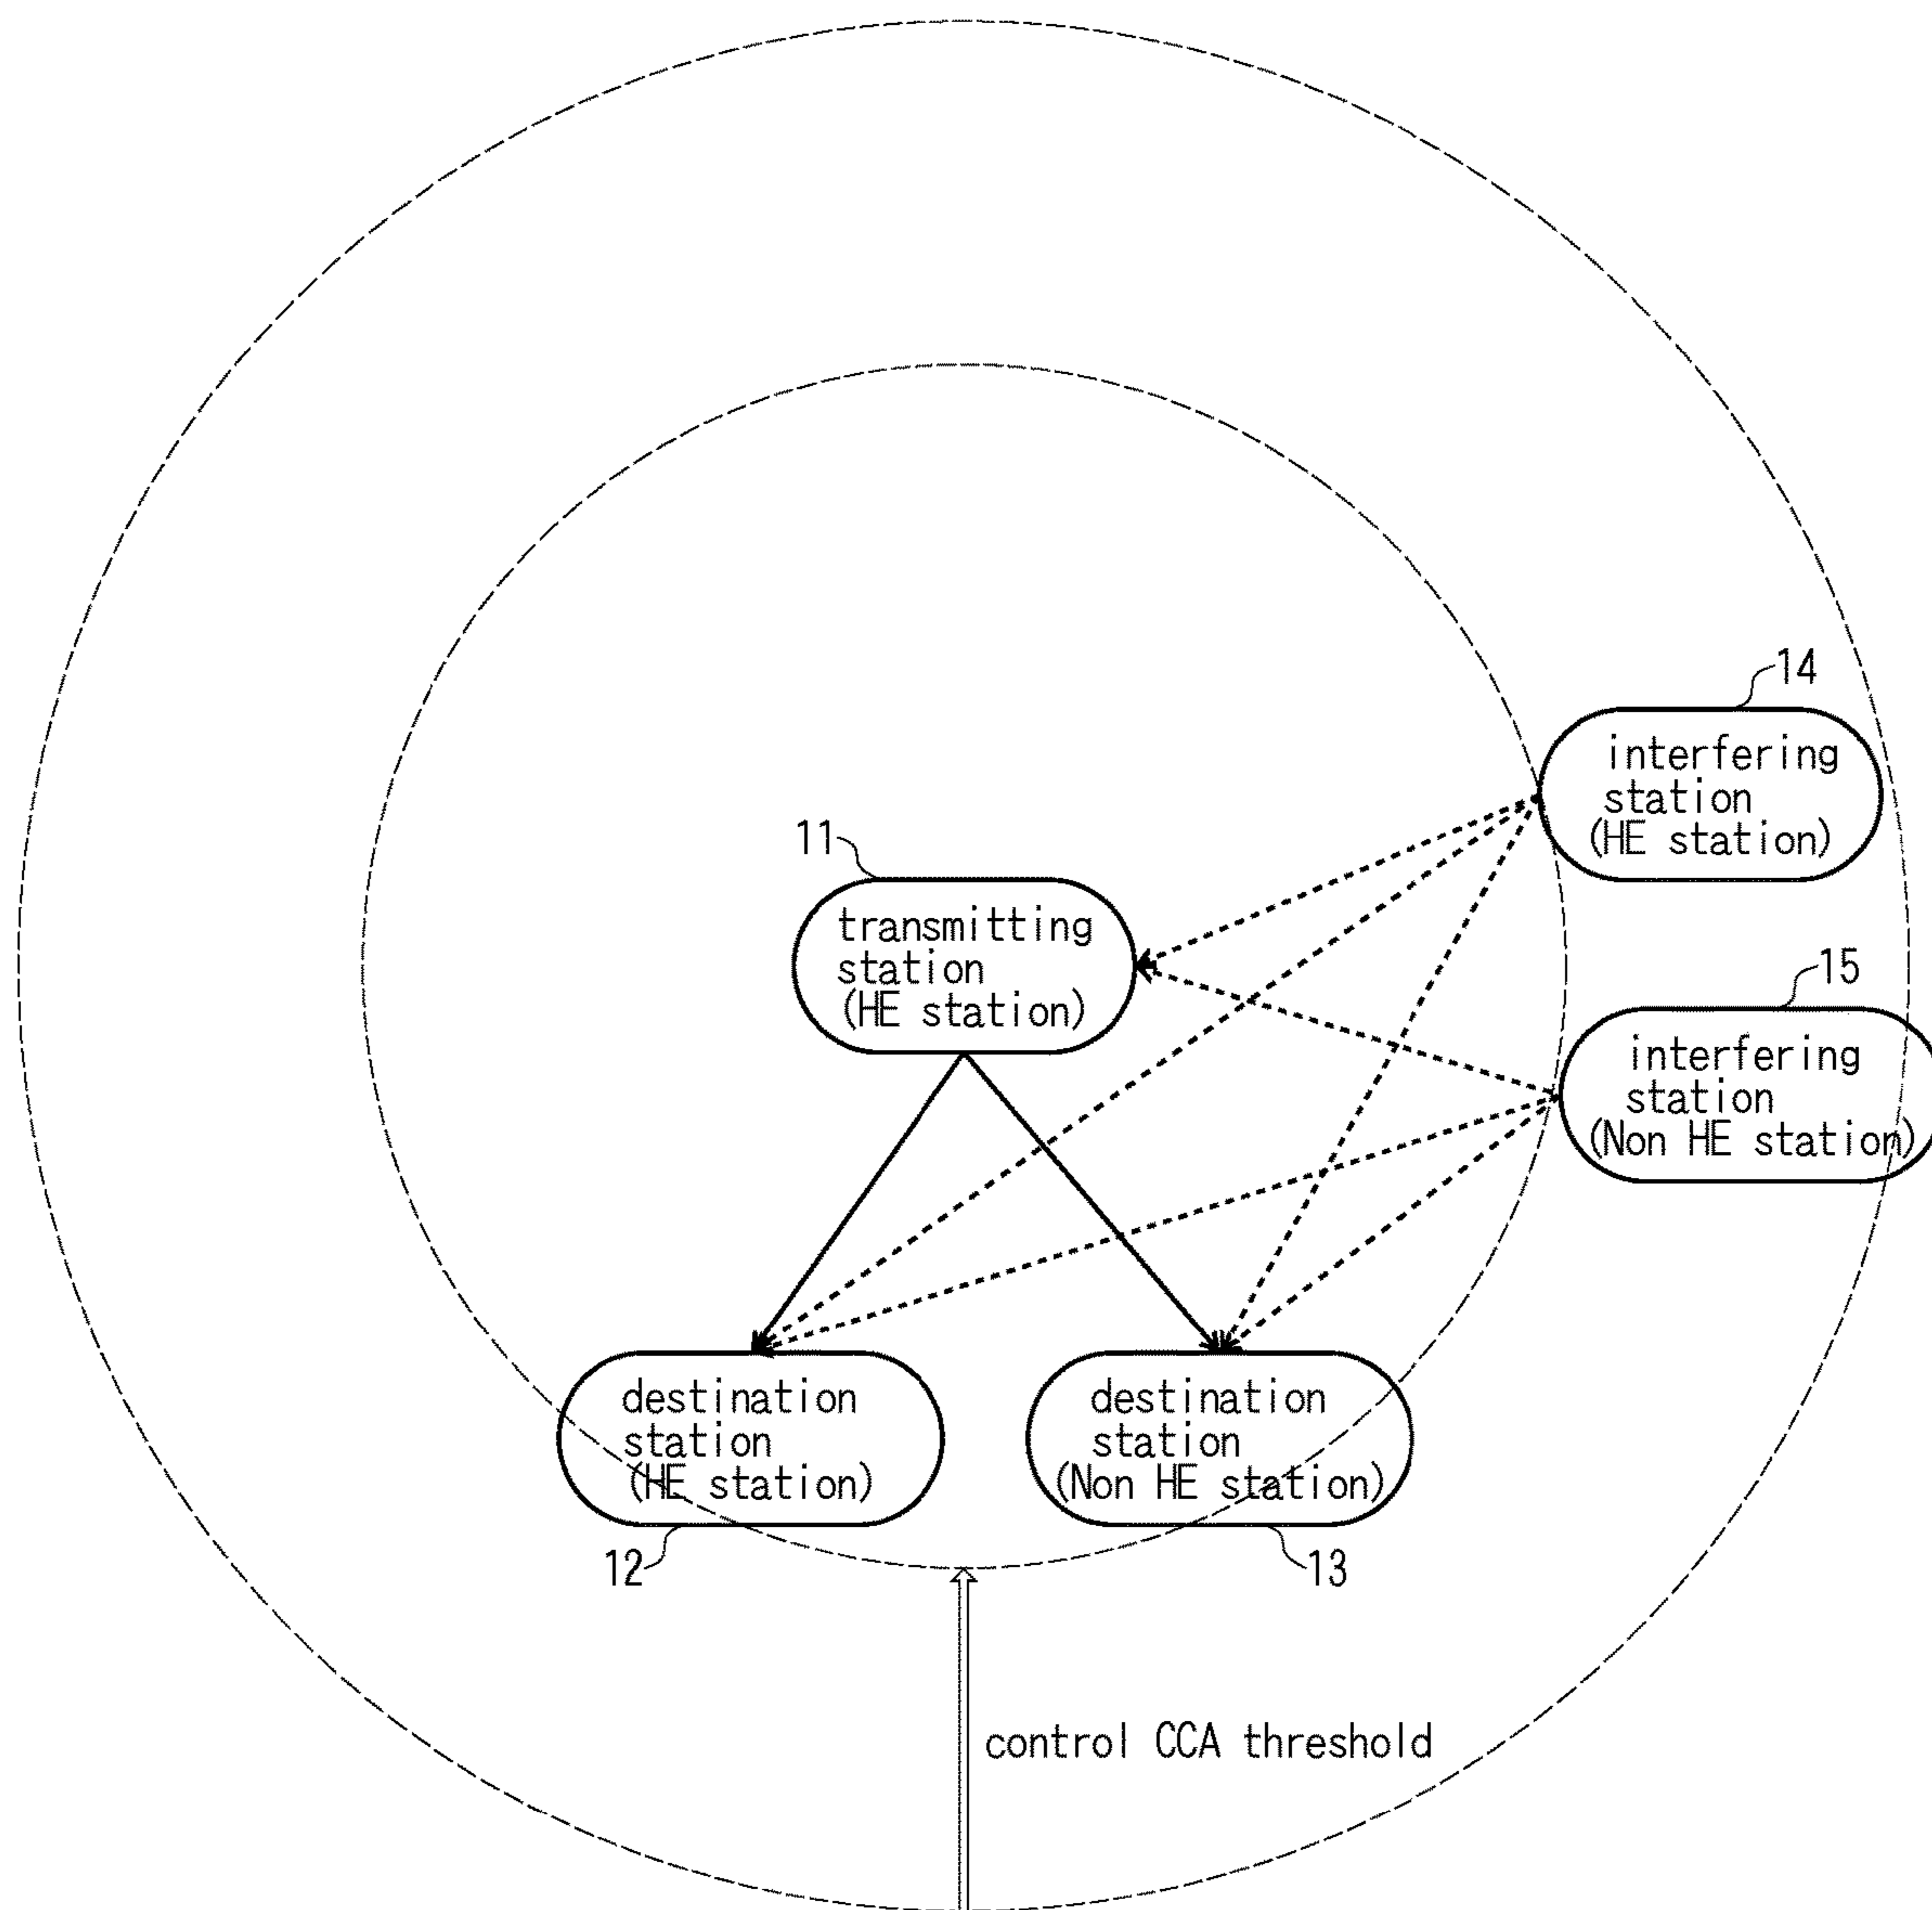 14
interfering
station
(HE station)
11
transmitting
station
(HE station)
15
interfering
station
(Non HE station)
destination
station
(HE station)
12
destination
station
(Non HE station)
13
control CCA threshold